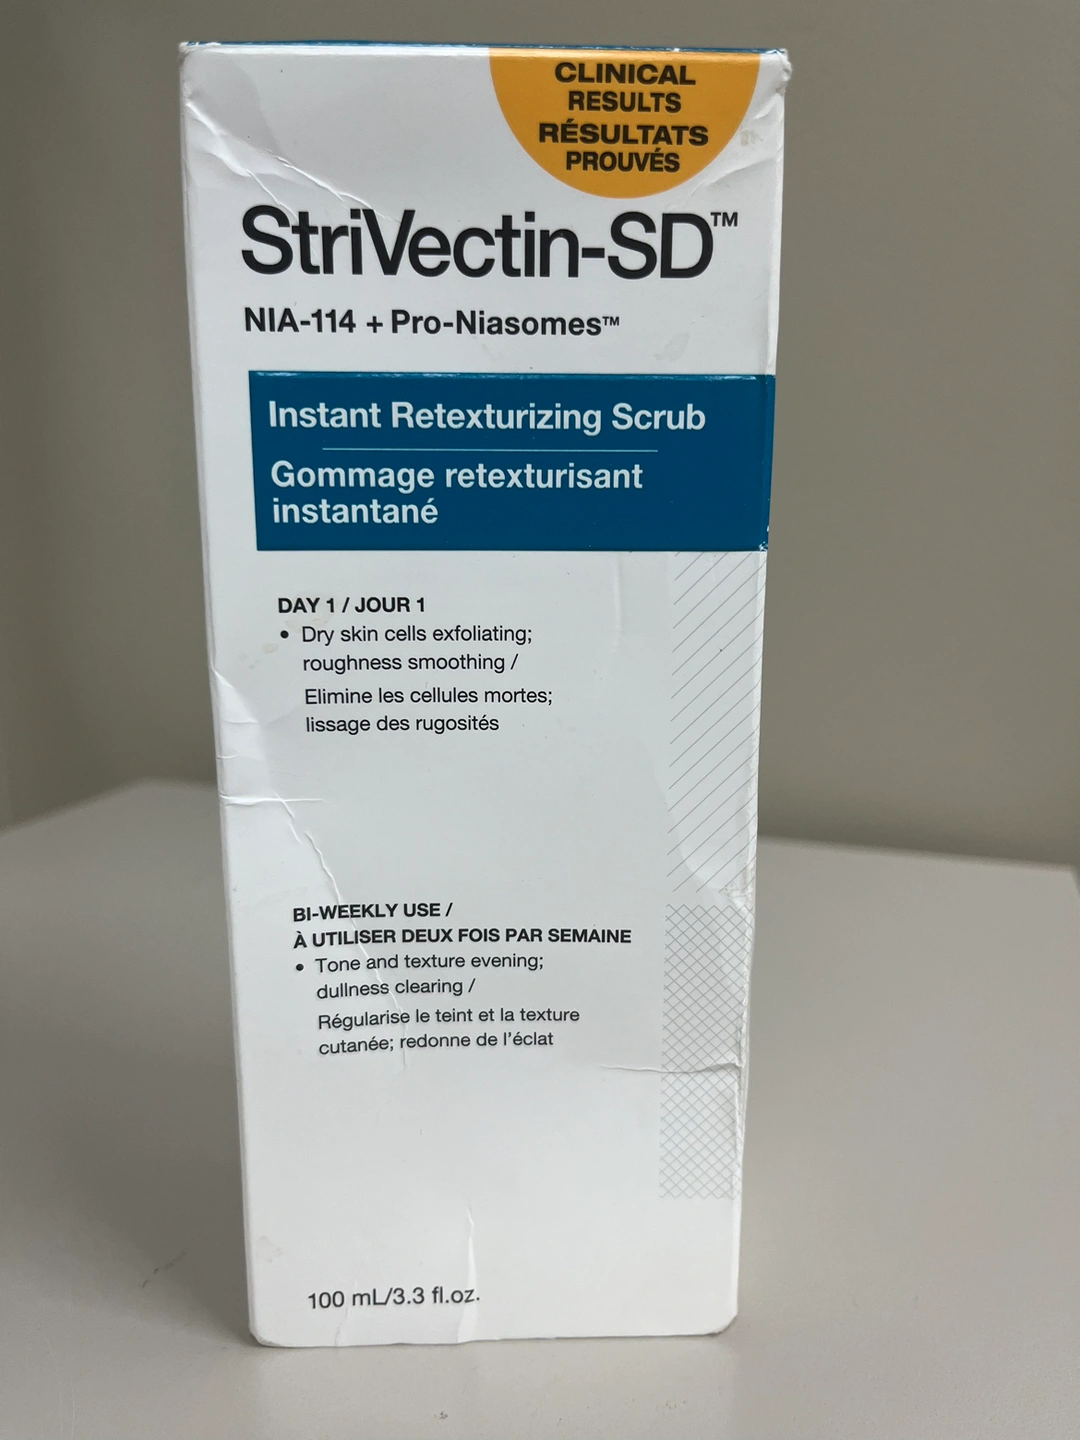 CLINICAL
RESULTS
RÉSULTATS
PROUVÉS
StriVectin-SD™
NIA-114 + Pro-Niasomes™
Instant Retexturizing Scrub
Gommage retexturisant
instantané
DAY 1 / JOUR 1
• Dry skin cells exfoliating;
roughness smoothing /
Elimine les cellules mortes;
lissage des rugosités
BI-WEEKLY USE /
À UTILISER DEUX FOIS PAR SEMAINE
• Tone and texture evening;
dullness clearing /
Régularise le teint et la texture
cutanée; redonne de l'éclat
100 mL/3.3 fl.oz.